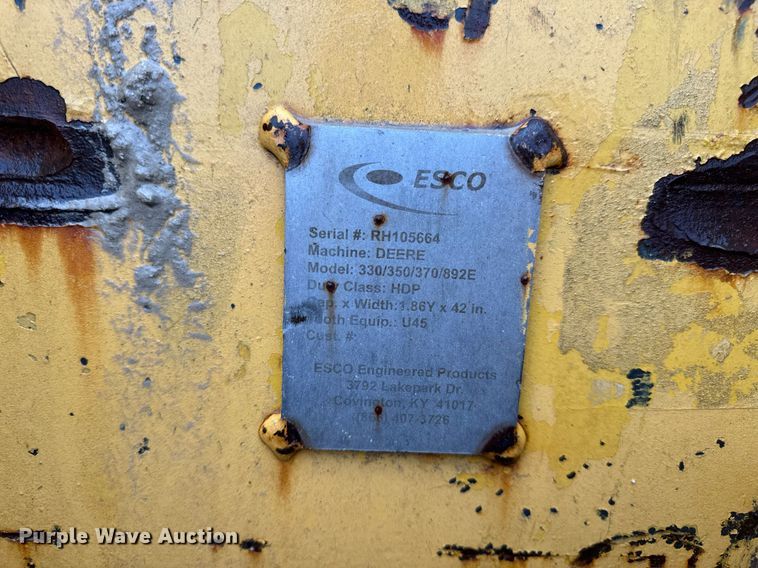 ESCO
Serial #: RH105664
Machine: DEERE
Model: 330/350/370/892E
Duty Class: HDP
Cap. x Width:1.86Y x 42 in.
Tooth Equip.: U45
Cust. #:
ESCO Engineered Products
3792 Lakepark Dr.
Covington, KY 41017
407-3726
Purple Wave Auction